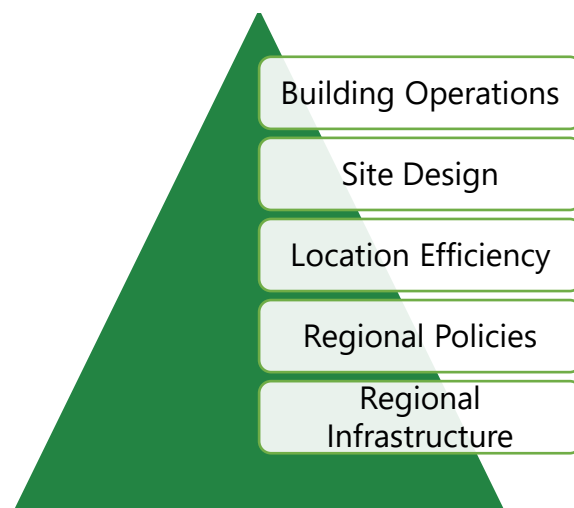 Building Operations
Site Design
Location Efficiency
Regional Policies
Regional
Infrastructure